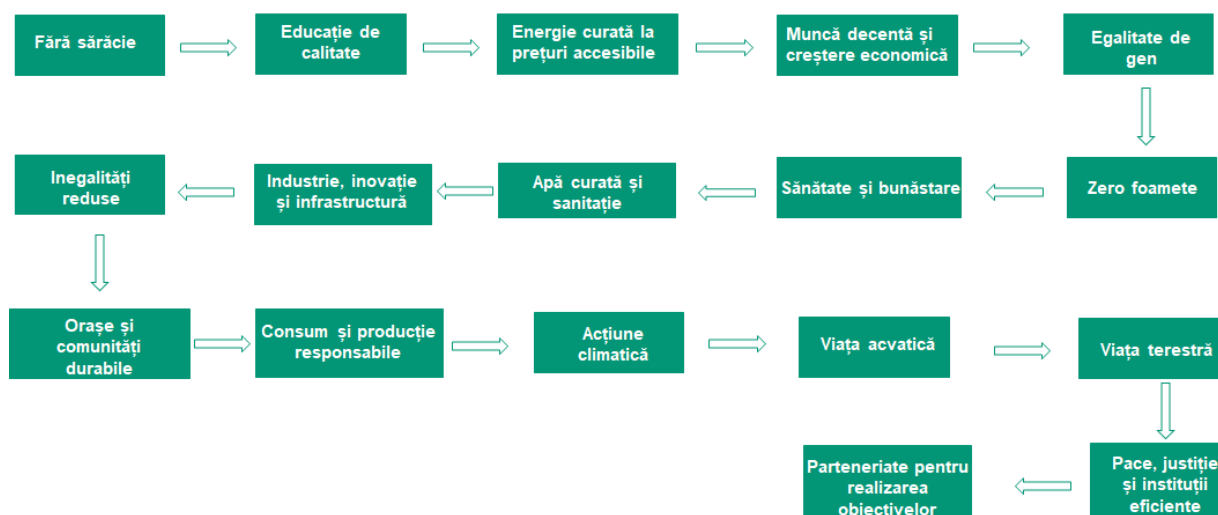 Fără sărăcie
Educație de
calitate
Energie curată la
prețuri accesibile
Muncă decentă și
creștere economică
Egalitate de
gen
Zero foamete
Sănătate și bunăstare
Apă curată și
sanitație
Industrie, inovație
și infrastructură
Inegalități
reduse
Orașe și
comunități
durabile
Consum și producție
responsabile
Acțiune
climatică
Viața acvatică
Viața terestră
Pace, justiție
și instituții
eficiente
Parteneriate pentru
realizarea
obiectivelor